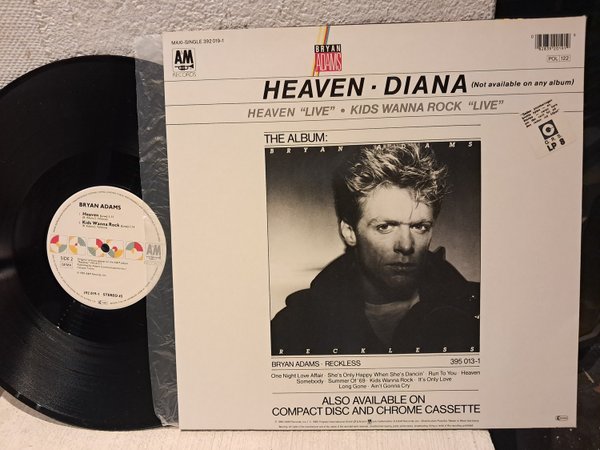 MAXI-SINGLE 392 019-1
AM
RECORDS
BRYAN
ADAMS
PDL 122
HEAVEN · DIANA (Not available on any album)
HEAVEN "LIVE" • KIDS WANNA ROCK "LIVE"
THE ALBUM:
BRYAN ADAMS
RECKLESS
BRYAN ADAMS · RECKLESS 395 013-1
One Night Love Affair · She's Only Happy When She's Dancin' · Run To You · Heaven
Somebody · Summer Of '69 · Kids Wanna Rock · It's Only Love
Long Gone · Ain't Gonna Cry
ALSO AVAILABLE ON
COMPACT DISC AND CHROME CASSETTE
BRYAN ADAMS
Heaven
Kids Wanna Rock
AM
SIDE 2
392 019-1 STEREO 45